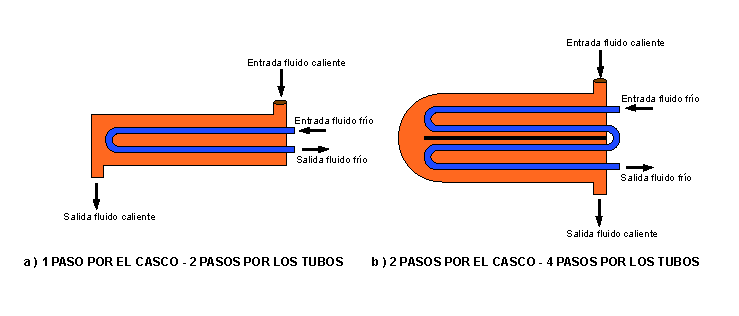 Entrada fluido caliente
Entrada fluido frío
Salida fluido frío
Salida fluido caliente
a ) 1 PASO POR EL CASCO - 2 PASOS POR LOS TUBOS
Entrada fluido caliente
Entrada fluido frío
Salida fluido frío
Salida fluido caliente
b ) 2 PASOS POR EL CASCO - 4 PASOS POR LOS TUBOS